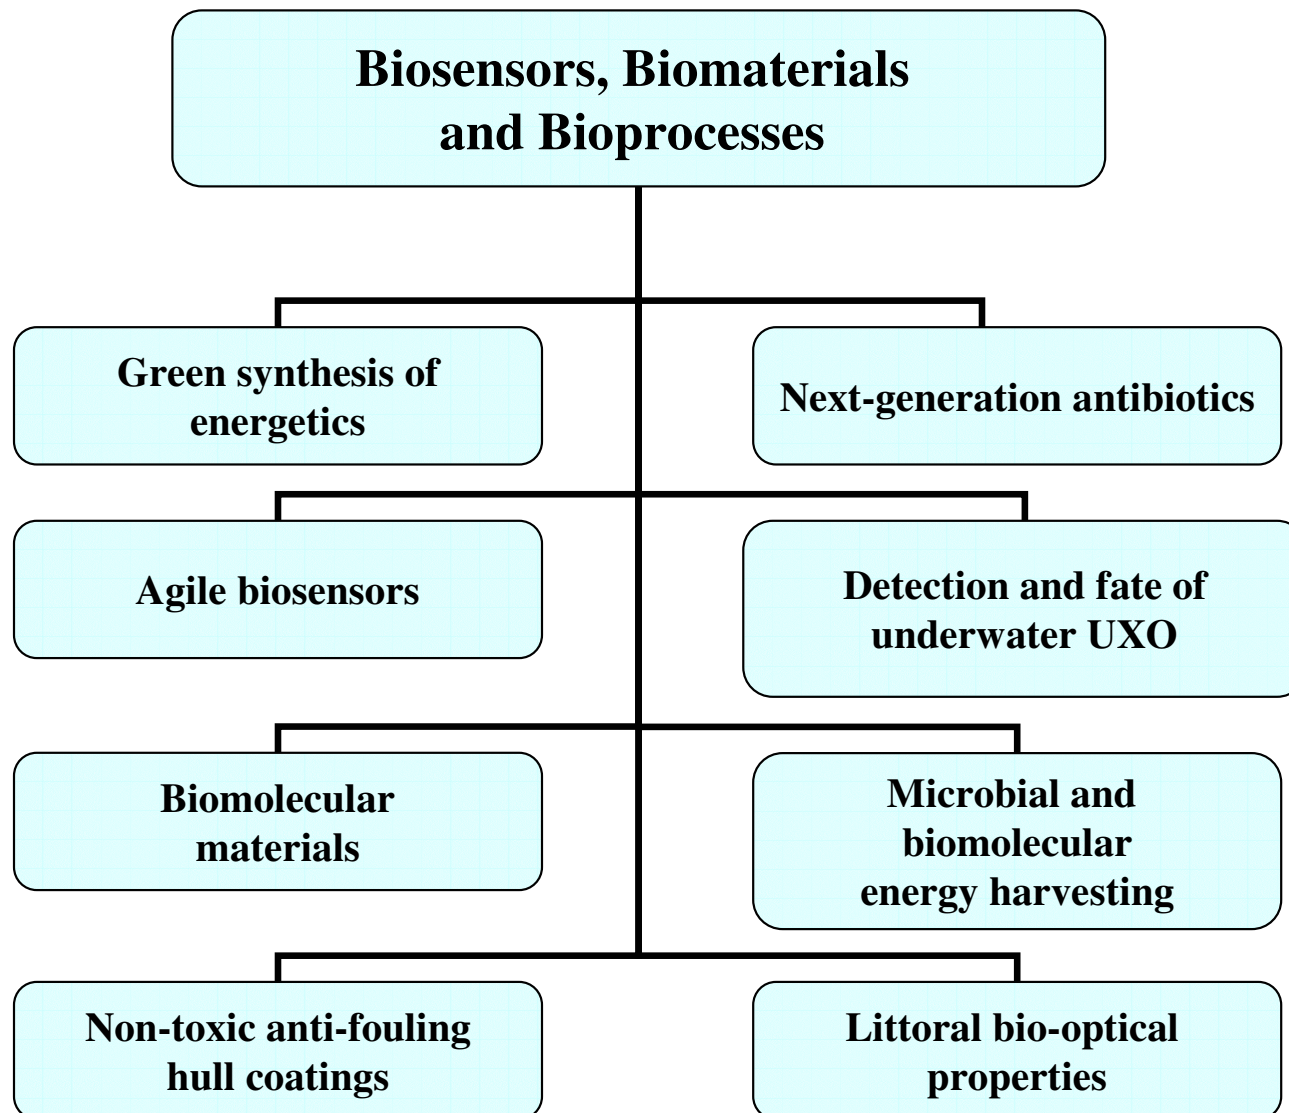 Biosensors, Biomaterials
and Bioprocesses
Green synthesis of
energetics
Next-generation antibiotics
Agile biosensors
Detection and fate of
underwater UXO
Biomolecular
materials
Microbial and
biomolecular
energy harvesting
Non-toxic anti-fouling
hull coatings
Littoral bio-optical
properties